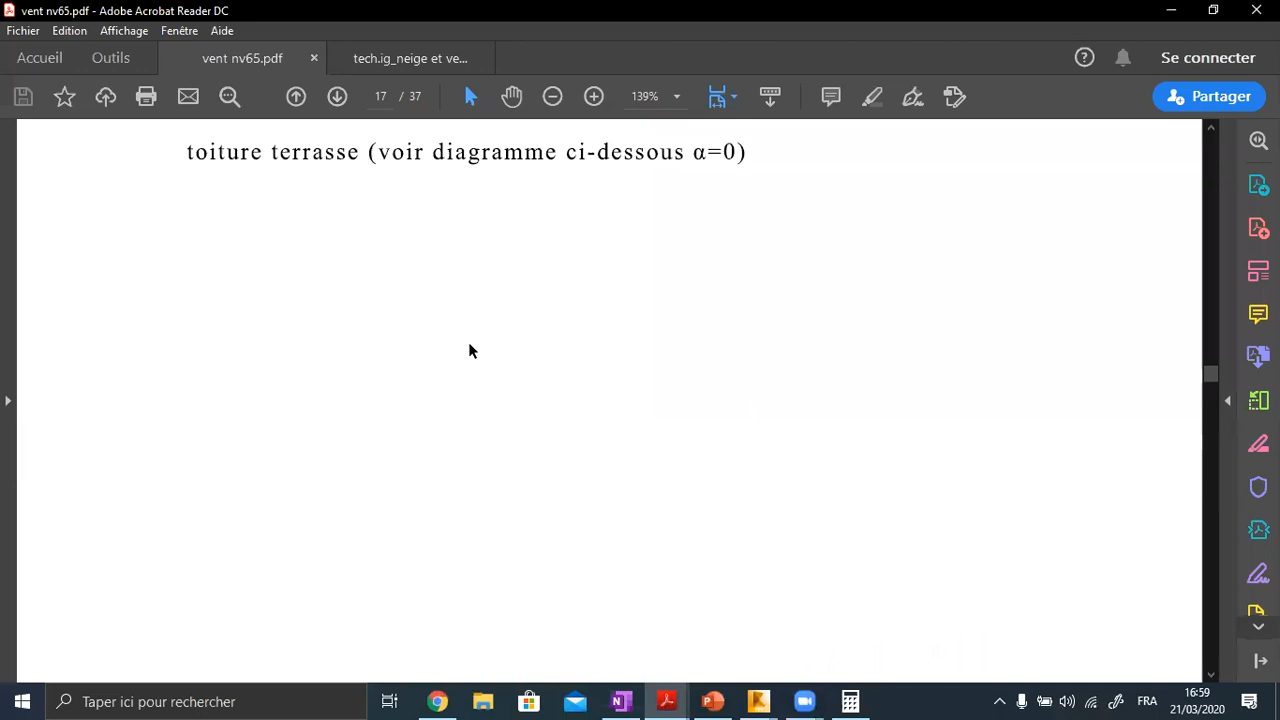 vent nv65.pdf - Adobe Acrobat Reader DC
Fichier Edition Affichage Fenêtre Aide
Accueil Outils vent nv65.pdf × tech.ig_neige et ve... Se connecter
17 / 37 139% Partager
toiture terrasse (voir diagramme ci-dessous α=0)
Taper ici pour rechercher
FRA
16:59
21/03/2020